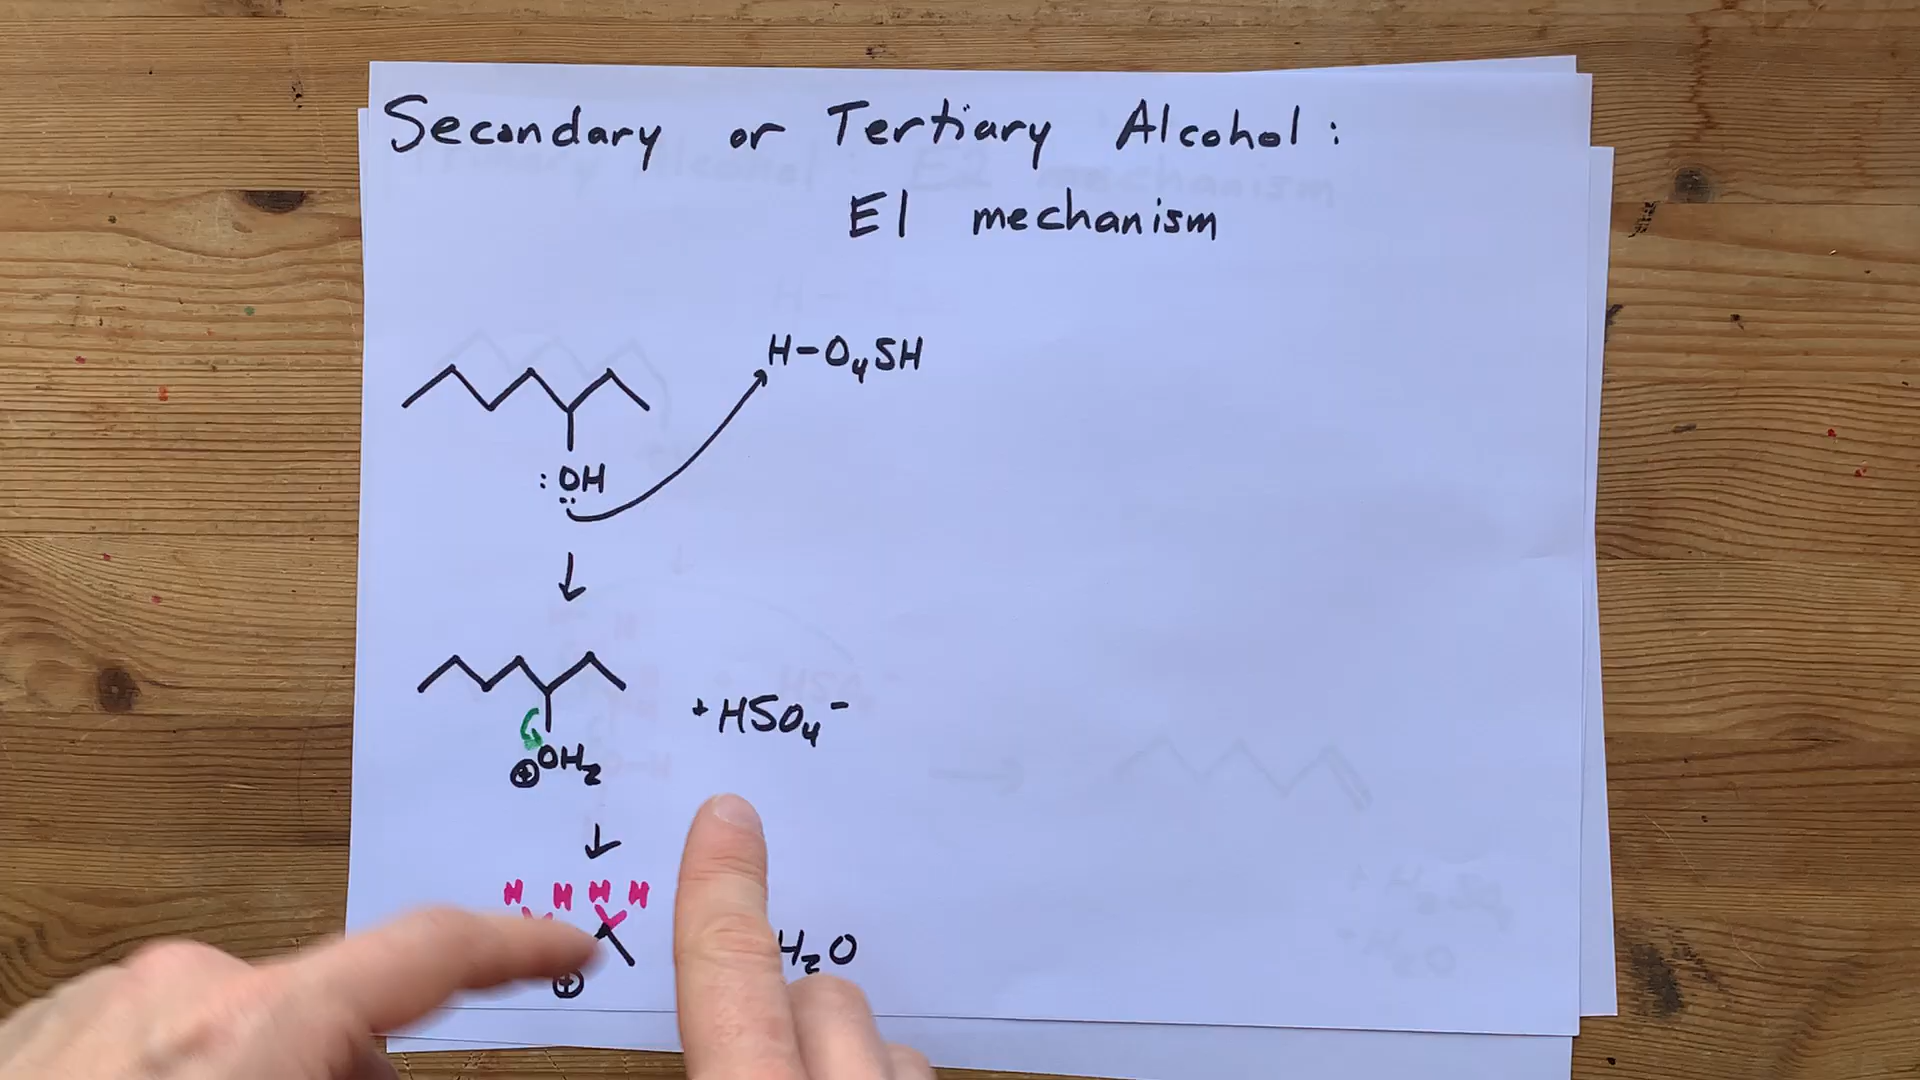 Secondary or Tertiary Alcohol:
E1 mechanism
H-O₄SH
:OH
⊕OH₂
+ HSO₄⁻
H H H H
H₂O
⊕